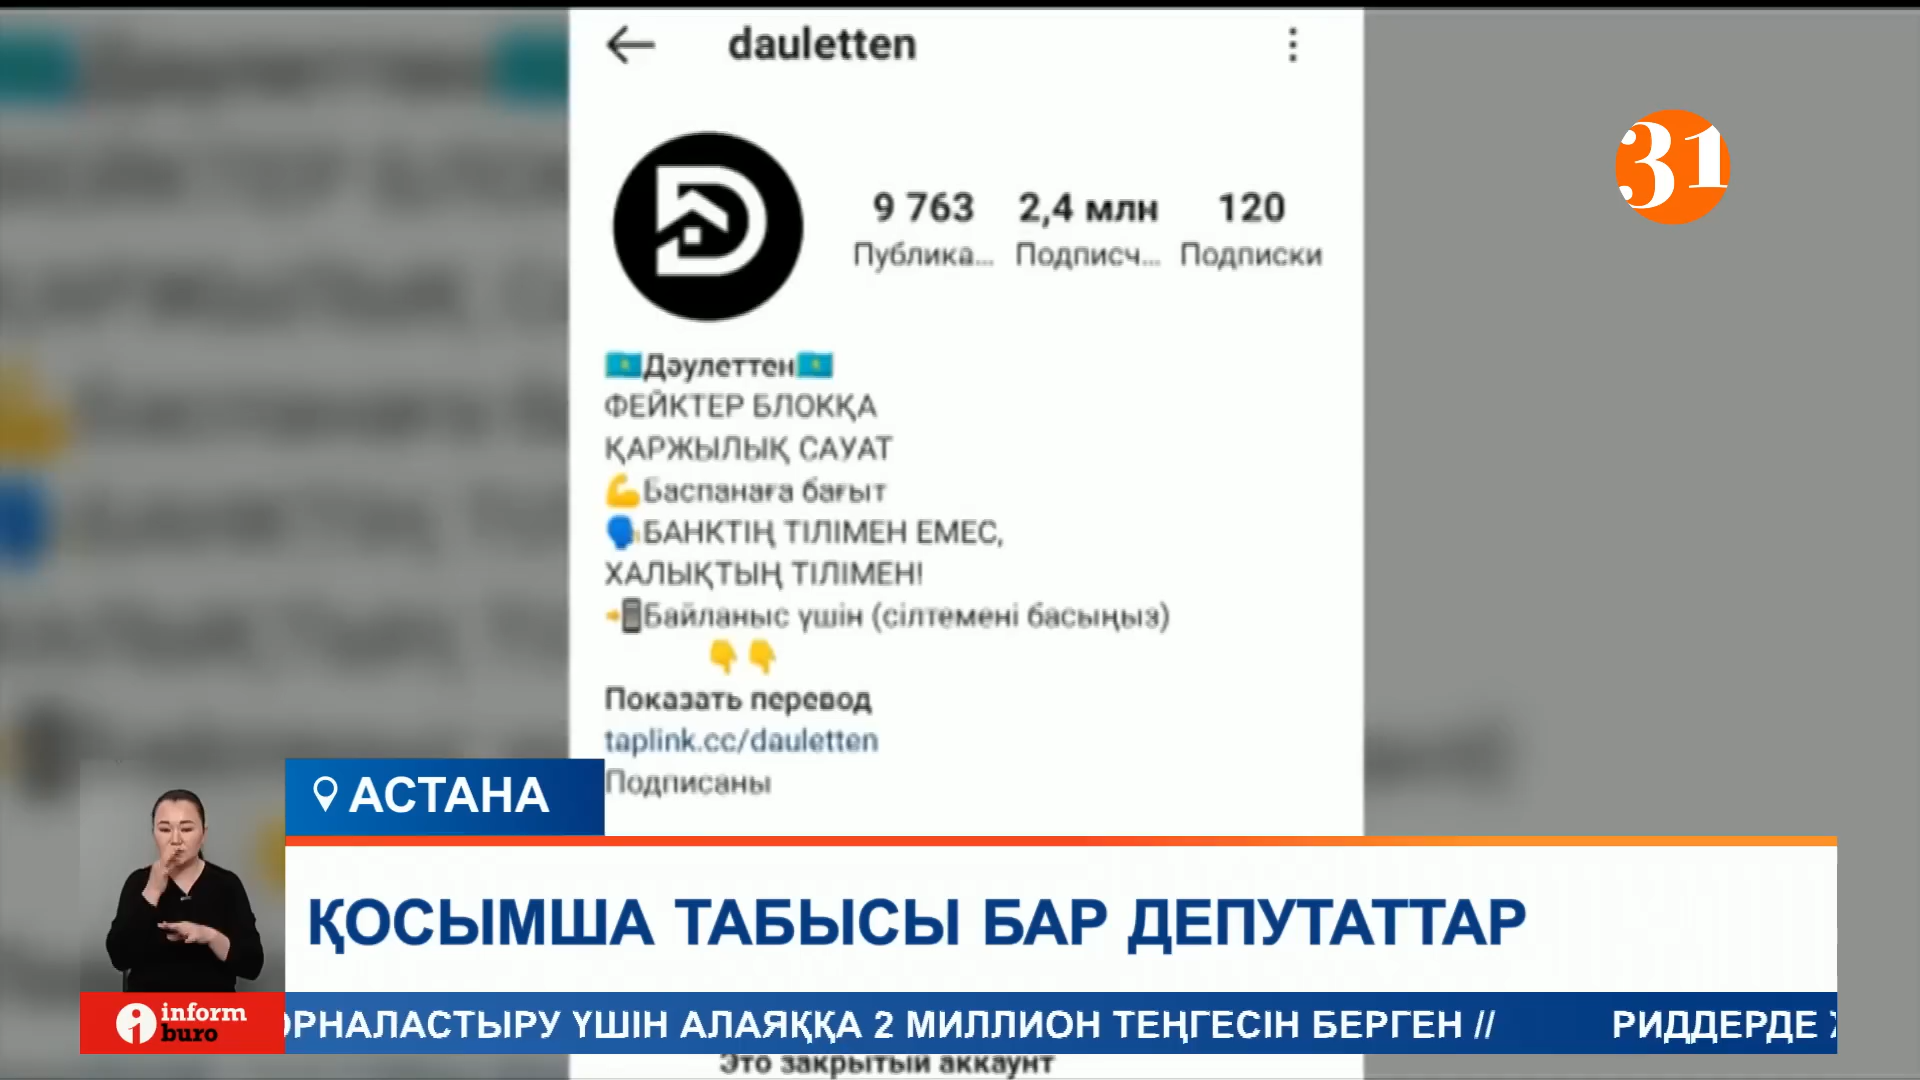 dauletten
31
9 763 2,4 млн 120
Публика... Подписч... Подписки
Дәулеттен
ФЕЙКТЕР БЛОККА
ҚАРЖЫЛЫҚ САУАТ
Баспанаға бағыт
БАНКТІҢ ТІЛІМЕН ЕМЕС,
ХАЛЫҚТЫҢ ТІЛІМЕН!
Байланыс үшін (сілтемені басыңыз)
Показать перевод
taplink.cc/dauletten
Подписаны
АСТАНА
ҚОСЫМША ТАБЫСЫ БАР ДЕПУТАТТАР
inform
buro
ОРНАЛАСТЫРУ ҮШІН АЛАЯҚҚА 2 МИЛЛИОН ТЕҢГЕСІН БЕРГЕН // РИДДЕРДЕ
Это закрытый аккаунт